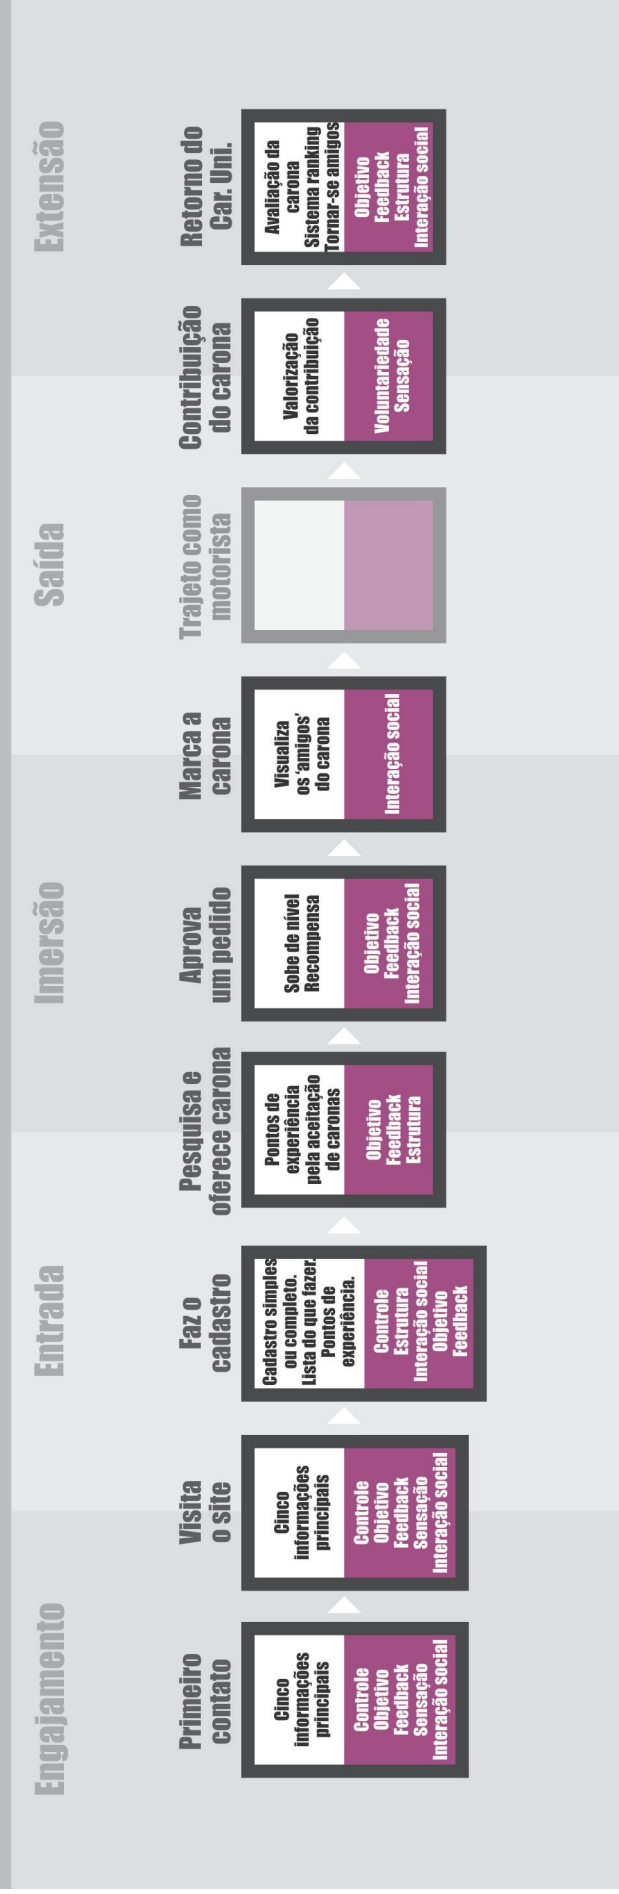 Engajamento
Entrada
Imersão
Saída
Extensão
Primeiro
contato
Cinco
informações
principais
Controle
Objetivo
Feedback
Sensação
Interação social
Visita
o site
Cinco
informações
principais
Controle
Objetivo
Feedback
Sensação
Interação social
Faz o
cadastro
Cadastro simples
ou completo.
Lista do que fazer.
Pontos de
experiência.
Controle
Estrutura
Interação social
Objetivo
Feedback
Pesquisa e
oferece carona
Pontos de
experiência
pela aceitação
de caronas
Objetivo
Feedback
Estrutura
Aprova
um pedido
Sobe de nível
Recompensa
Objetivo
Feedback
Interação social
Marca a
carona
Visualiza
os 'amigos'
do carona
Interação social
Trajeto como
motorista
Contribuição
do carona
Valorização
da contribuição
Voluntariedade
Sensação
Retorno do
Car. Uni.
Avaliação da
carona
Sistema ranking
Tornar-se amigos
Objetivo
Feedback
Estrutura
Interação social